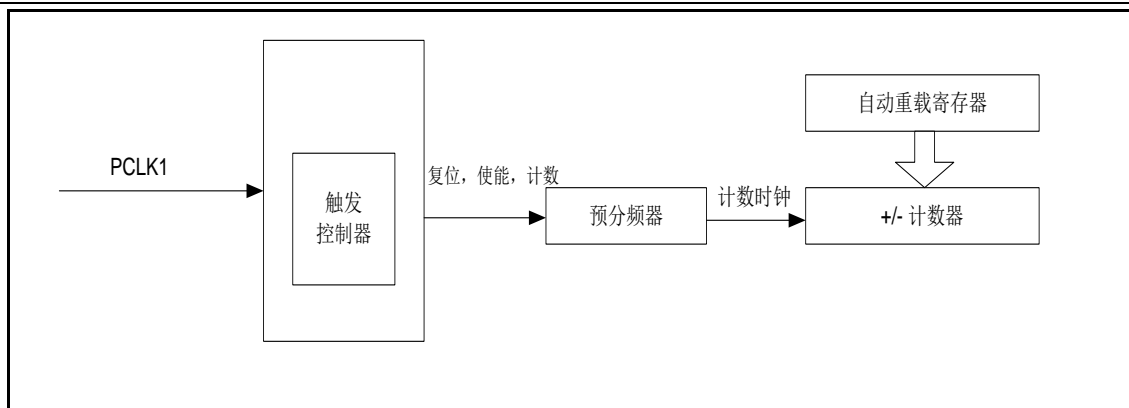 自动重载寄存器
PCLK1
复位，使能，计数
计数时钟
触发
控制器
预分频器
+/- 计数器